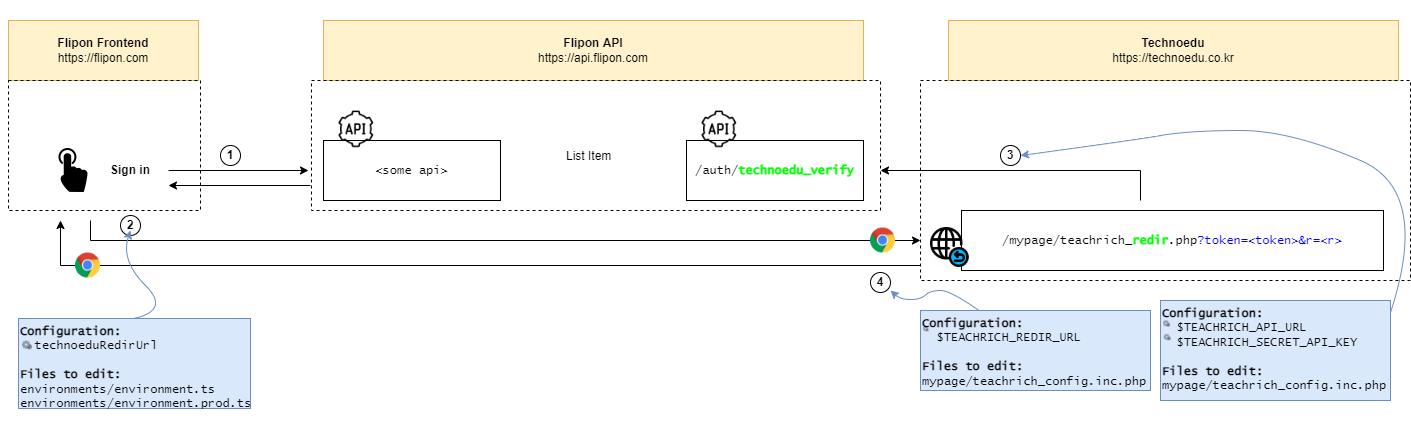 Flipon Frontend
https://flipon.com
Flipon API
https://api.flipon.com
Technoedu
https://technoedu.co.kr
API
API
Sign in
1
<some api>
List Item
/auth/technoedu_verify
3
2
/mypage/teachrich_redir.php?token=<token>&r=<r>
4
Configuration:
technoeduRedirUrl
Files to edit:
environments/environment.ts
environments/environment.prod.ts
Configuration:
$TEACHRICH_REDIR_URL
Files to edit:
mypage/teachrich_config.inc.php
Configuration:
$TEACHRICH_API_URL
$TEACHRICH_SECRET_API_KEY
Files to edit:
mypage/teachrich_config.inc.php